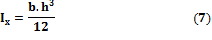 Iₓ = b.h³/12 (7)